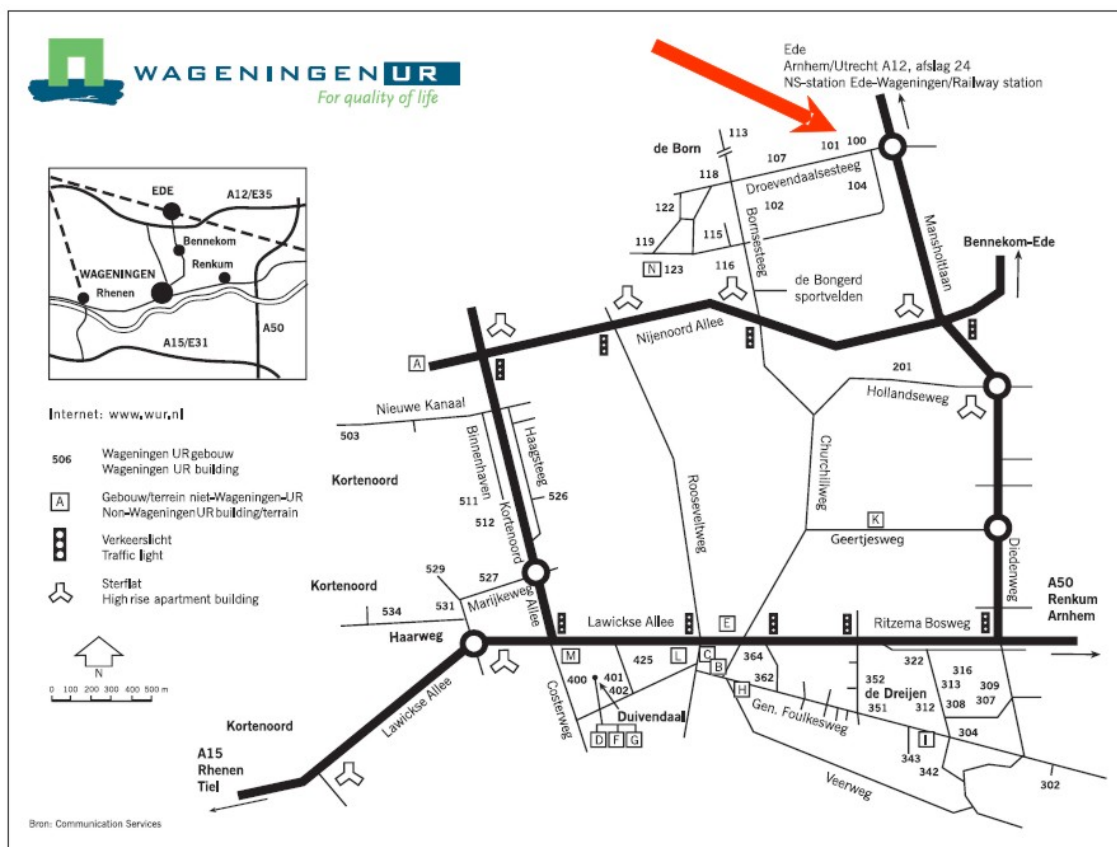 WAGENINGEN UR
For quality of life
Ede
Arnhem/Utrecht A12, afslag 24
NS-station Ede-Wageningen/Railway station
EDE
A12/E35
Bennekom
Renkum
WAGENINGEN
Rhenen
A50
A15/E31
Internet: www.wur.nl
506
Wageningen UR gebouw
Wageningen UR building
A
Gebouw/terrein niet-Wageningen-UR
Non-Wageningen UR building/terrain
Verkeerslicht
Traffic light
Sterflat
High rise apartment building
N
0 100 200 300 400 500 m
113
de Born
101
100
107
118
Droevendaalsesteeg
104
122
102
Bornsesteeg
115
119
N
123
116
Mansholtlaan
Bennekom-Ede
de Bongerd
sportvelden
Nijenoord Allee
A
201
Hollandseweg
Nieuwe Kanaal
503
Binnenhaven
Haagsteeg
Kortenoord
511
526
512
Kortenoord
Allee
Rooseveltweg
Churchillweg
K
Geertjesweg
Diedenweg
529
527
Kortenoord
Marijkeweg
534
531
Haarweg
A50
Renkum
Arnhem
Lawickse Allee
E
Ritzema Bosweg
M
425
L
C
B
364
322
316
400
401
402
H
362
352
de Dreijen
351
313
309
307
312
308
Costerweg
Duivendaal
Gen. Foulkesweg
D
F
G
I
304
343
342
302
Veerweg
Kortenoord
Lawickse Allee
A15
Rhenen
Tiel
Bron: Communication Services